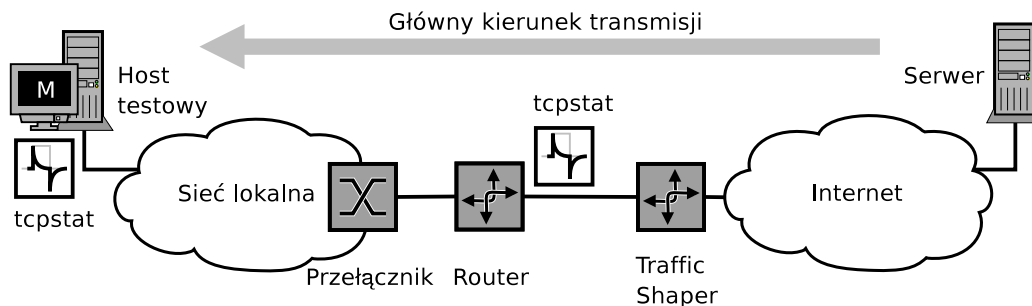 Główny kierunek transmisji
M
Host
testowy
tcpstat
Serwer
tcpstat
Sieć lokalna
Internet
Przełącznik
Router
Traffic
Shaper